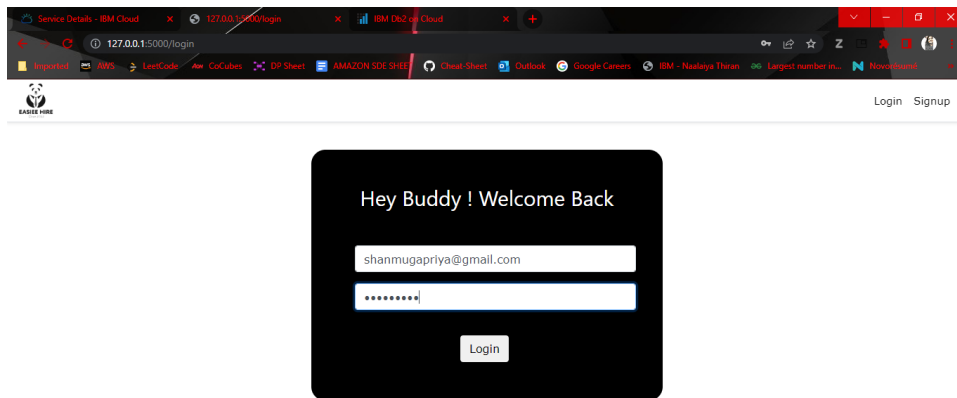 Service Details - IBM Cloud
127.0.0.1:5000/login
IBM Db2 on Cloud
127.0.0.1:5000/login
Imported AWS LeetCode CoCubes DP Sheet AMAZON SDE SHEET Cheat-Sheet Outlook Google Careers IBM - Naalaiya Thiran Largest number in... Novoresume
EASIEE HIRE
Login Signup
Hey Buddy ! Welcome Back
shanmugapriya@gmail.com
•••••••••
Login